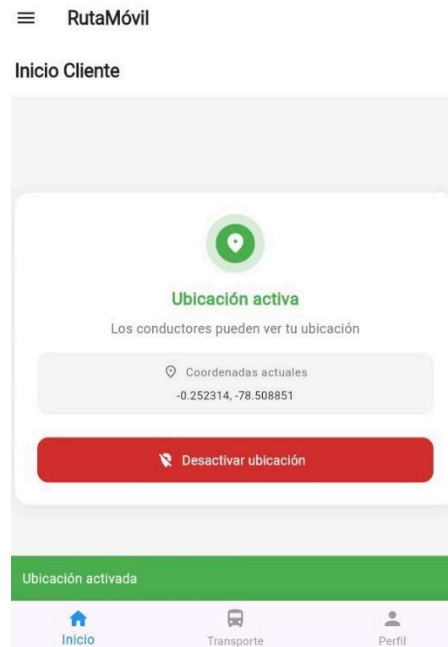 RutaMóvil
Inicio Cliente
Ubicación activa
Los conductores pueden ver tu ubicación
Coordenadas actuales
-0.252314, -78.508851
Desactivar ubicación
Ubicación activada
Inicio
Transporte
Perfil